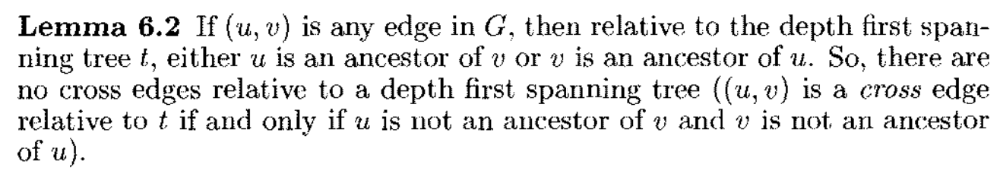 Lemma 6.2 If (u, v) is any edge in G, then relative to the depth first span-
ning tree t, either u is an ancestor of v or v is an ancestor of u. So, there are
no cross edges relative to a depth first spanning tree ((u, v) is a cross edge
relative to t if and only if u is not an ancestor of v and v is not an ancestor
of u).